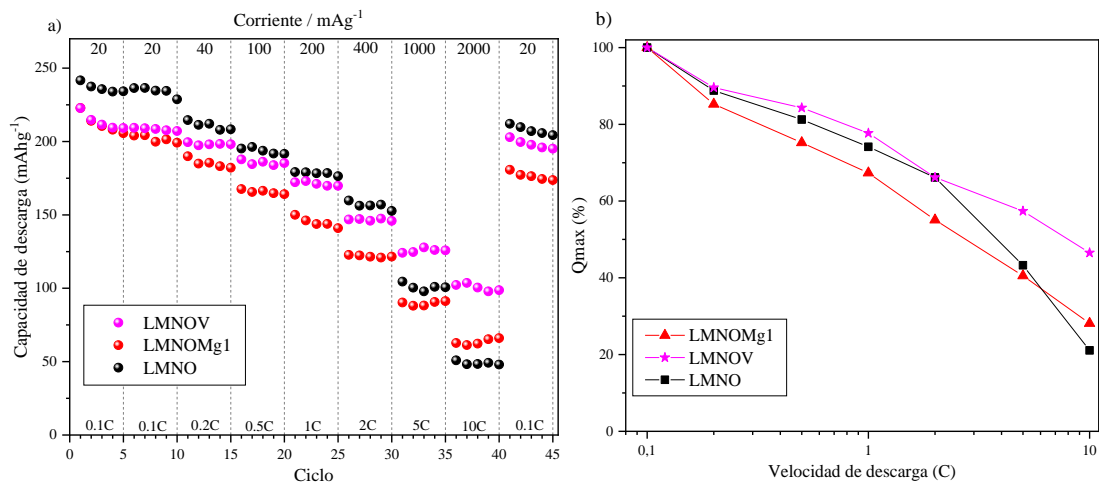 a)
Corriente / mAg-1
20 20 40 100 200 400 1000 2000 20
250
200
150
100
50
0
Capacidad de descarga (mAhg-1)
LMNOV
LMNOMg1
LMNO
0.1C 0.1C 0.2C 0.5C 1C 2C 5C 10C 0.1C
0 5 10 15 20 25 30 35 40 45
Ciclo
b)
100
80
60
40
20
0
Qmax (%)
LMNOMg1
LMNOV
LMNO
0,1 1 10
Velocidad de descarga (C)